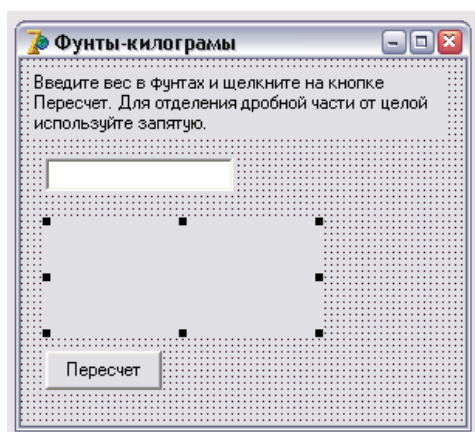 Фунты-килограмы
Введите вес в фунтах и щелкните на кнопке
Пересчет. Для отделения дробной части от целой
используйте запятую.
Пересчет